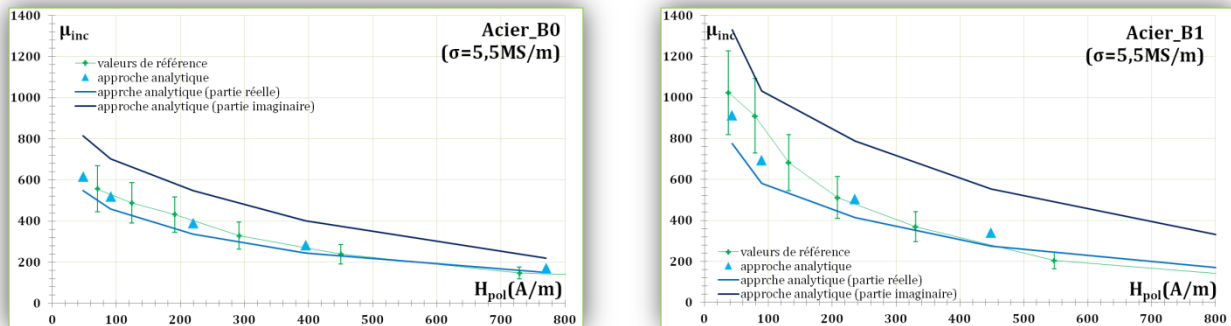 1400
1200
1000
800
600
400
200
0
μinc
Acier_B0
(σ=5,5MS/m)
valeurs de référence
approche analytique
apprche analytique (partie réelle)
approche analytique (partie imaginaire)
Hpol(A/m)
0 100 200 300 400 500 600 700 800
1400
1200
1000
800
600
400
200
0
μinc
Acier_B1
(σ=5,5MS/m)
valeurs de référence
approche analytique
approche analytique (partie réelle)
approche analytique (partie imaginaire)
Hpol(A/m)
0 100 200 300 400 500 600 700 800